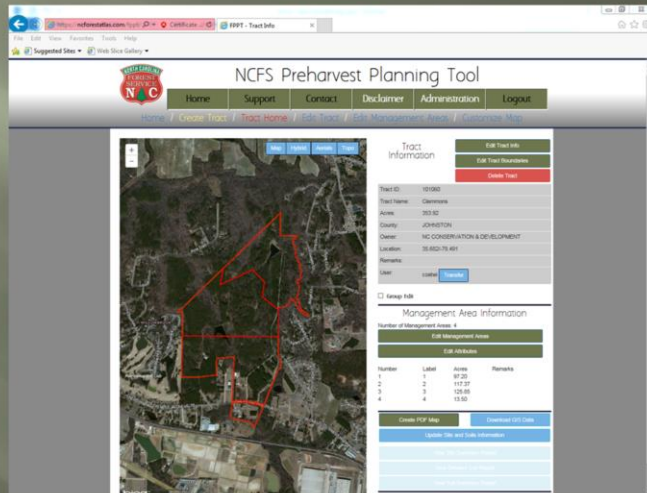 https://ncforestatlas.com/fppt/
Certificate ...
FPPT - Tract Info
File Edit View Favorites Tools Help
Suggested Sites
Web Slice Gallery
NORTH CAROLINA
FOREST
SERVICE
N C
NCFS Preharvest Planning Tool
Home Support Contact Disclaimer Administration Logout
Home / Create Tract / Tract Home / Edit Tract / Edit Management Areas / Customize Map
+
-
Map Hybrid Aerials Topo
Tract
Information
Edit Tract Info
Edit Tract Boundaries
Delete Tract
Tract ID: 101060
Tract Name: Clemmons
Acres: 353.92
County: JOHNSTON
Owner: NC CONSERVATION & DEVELOPMENT
Remarks:
User: Transfer
Group Edit
Management Area Information
Number of Management Areas: 4
Edit Management Areas
Edit Attributes
Number Label Acres Remarks
1 1 97.20
2 2 117.37
3 3 125.85
4 4 13.50
Create PDF Map
Download GIS Data
Update Site and Soils Information